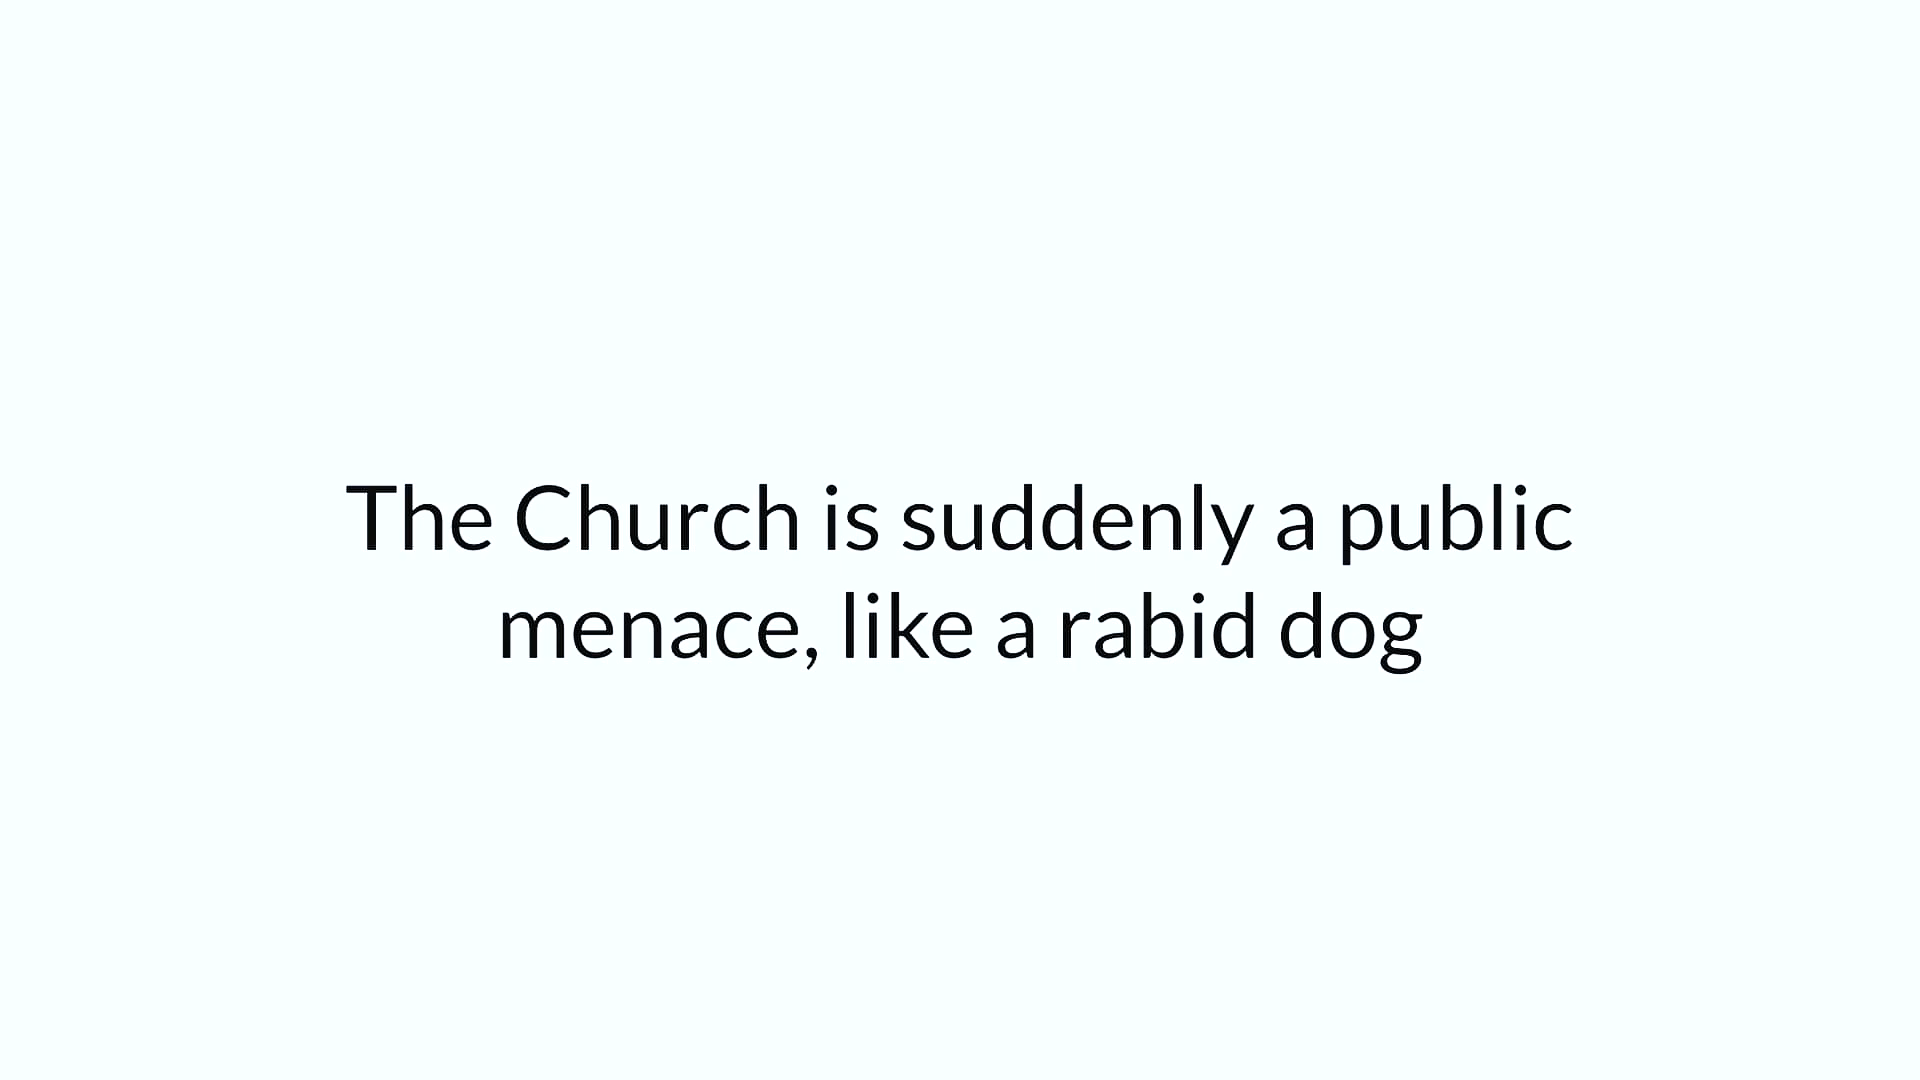 The Church is suddenly a public
menace, like a rabid dog